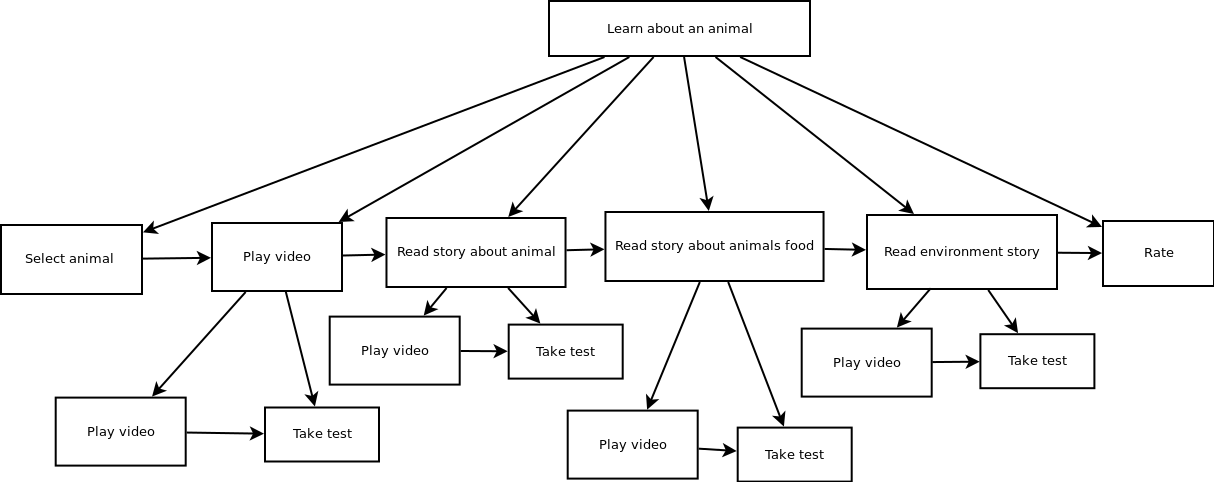 Learn about an animal
Select animal
Play video
Read story about animal
Read story about animals food
Read environment story
Rate
Play video
Take test
Play video
Take test
Play video
Take test
Play video
Take test